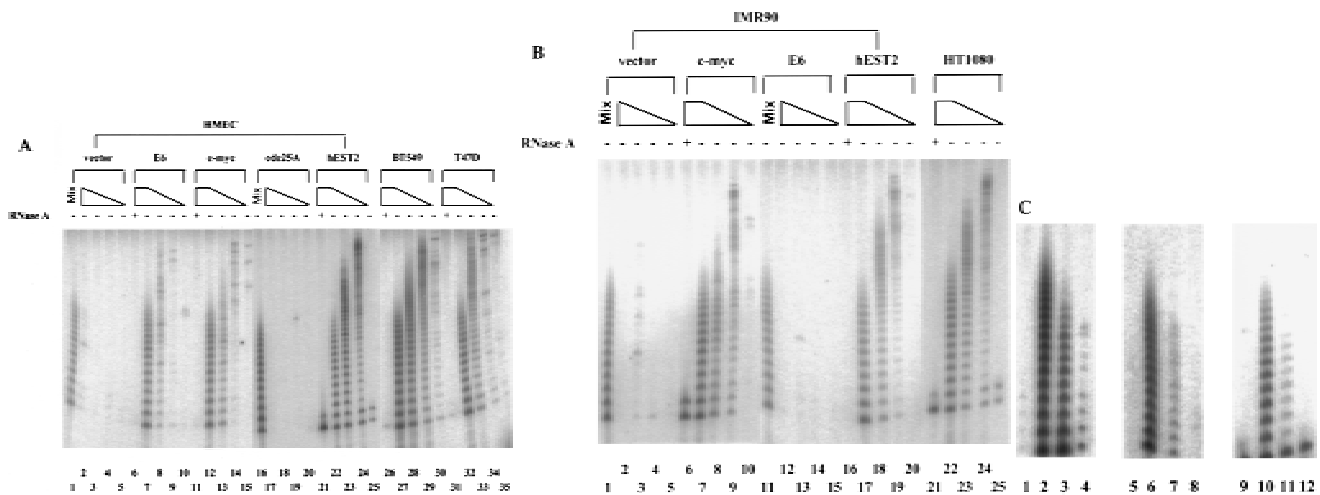 A
HMEC
vector E6 c-myc cdc25A hEST2 BT549 T47D
Mix Mix
RNase A - - - - - + - - - - + - - - - - - - - - + - - - - - - - - - + - - - -
2 4 6 8 10 12 14 16 18 20 22 24 26 28 30 32 34
1 3 5 7 9 11 13 15 17 19 21 23 25 27 29 31 33 35
B
IMR90
vector c-myc E6 hEST2 HT1080
Mix Mix
RNase A - - - - - + - - - - - - - - - + - - - - + - - - -
2 4 6 8 10 12 14 16 18 20 22 24
1 3 5 7 9 11 13 15 17 19 21 23 25
C
1 2 3 4 5 6 7 8 9 10 11 12